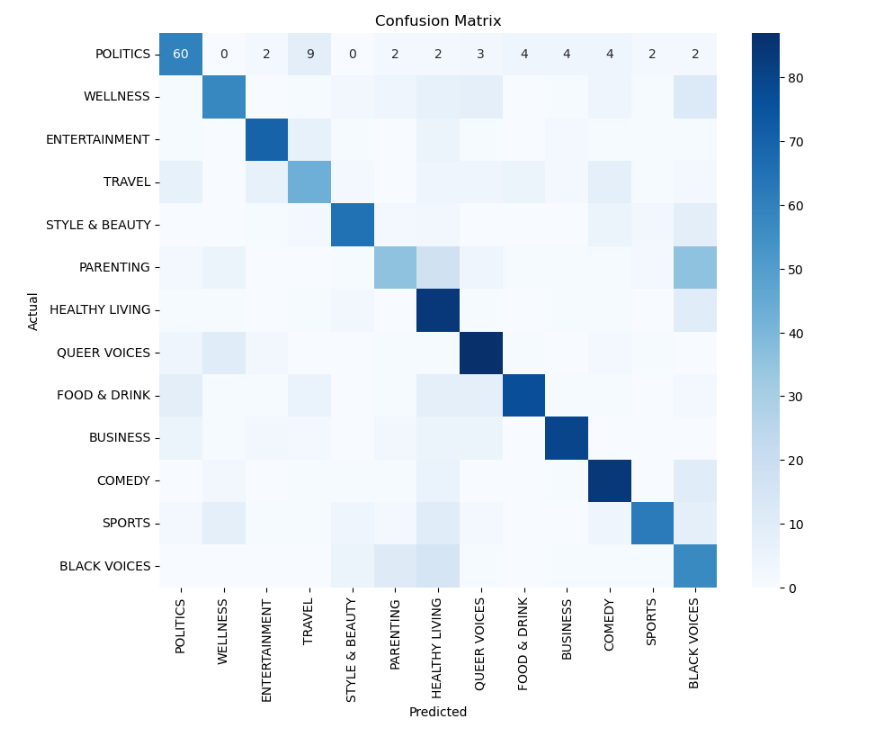 Confusion Matrix
POLITICS
60 0 2 9 0 2 2 3 4 4 4 2 2
WELLNESS
ENTERTAINMENT
TRAVEL
STYLE & BEAUTY
PARENTING
HEALTHY LIVING
QUEER VOICES
FOOD & DRINK
BUSINESS
COMEDY
SPORTS
BLACK VOICES
Actual
POLITICS
WELLNESS
ENTERTAINMENT
TRAVEL
STYLE & BEAUTY
PARENTING
HEALTHY LIVING
QUEER VOICES
FOOD & DRINK
BUSINESS
COMEDY
SPORTS
BLACK VOICES
Predicted
80
70
60
50
40
30
20
10
0